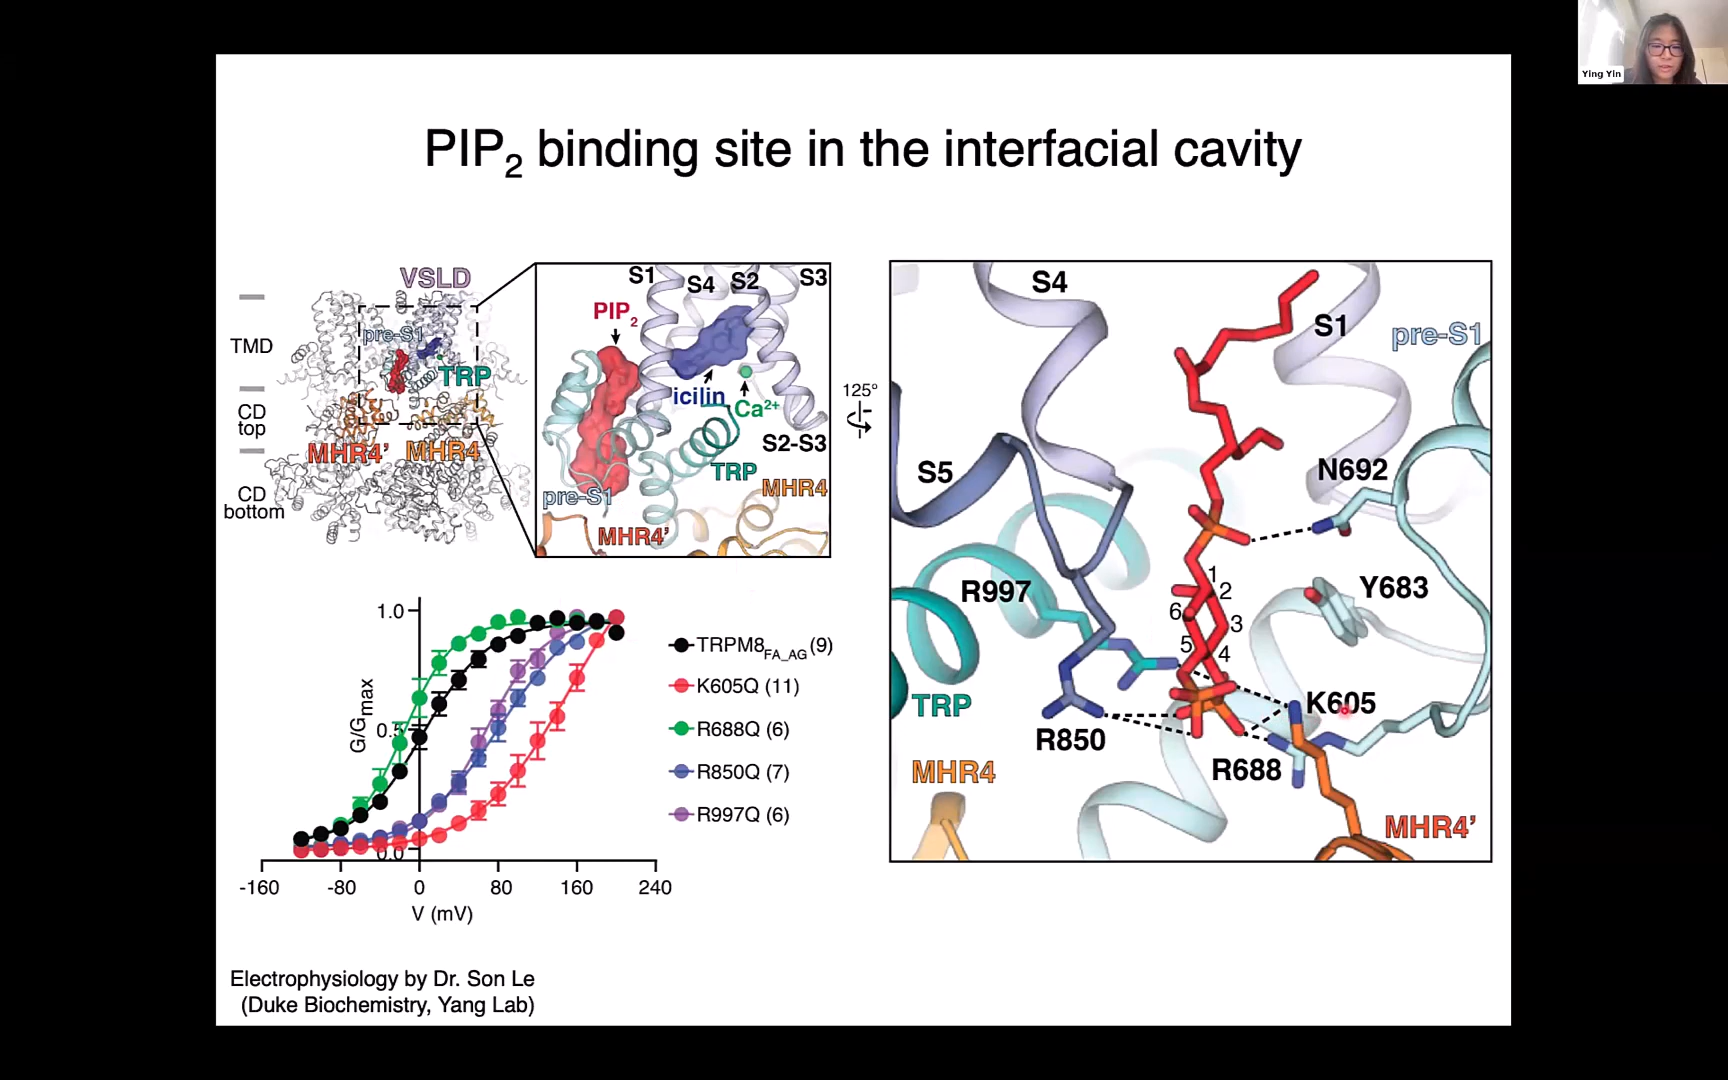 Ying Yin
PIP2 binding site in the interfacial cavity
VSLD
TMD
pre-S1
TRP
CD
top
MHR4'
MHR4
CD
bottom
S1
S4
S2
S3
PIP2
icilin
Ca2+
S2-S3
TRP
pre-S1
MHR4
MHR4'
125°
S4
S1
pre-S1
S5
N692
R997
Y683
1
2
6
3
5
4
TRP
K605
R850
R688
MHR4
MHR4'
1.0
0.5
0.0
G/Gmax
-160
-80
0
80
160
240
V (mV)
TRPM8FA_AG (9)
K605Q (11)
R688Q (6)
R850Q (7)
R997Q (6)
Electrophysiology by Dr. Son Le
(Duke Biochemistry, Yang Lab)